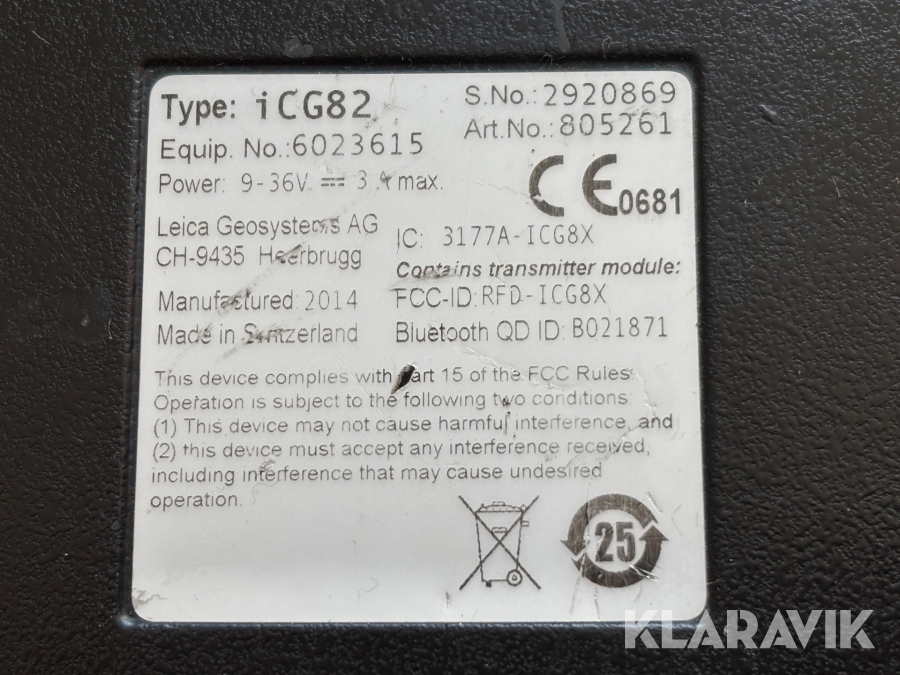 Type: iCG82
S.No.:2920869
Equip. No.:6023615
Art.No.:805261
Power: 9-36V ⎓ 3 A max.
CE 0681
Leica Geosystems AG
CH-9435 Heerbrugg
IC: 3177A-ICG8X
Contains transmitter module:
Manufactured: 2014
FCC-ID: RFD-ICG8X
Made in Switzerland
Bluetooth QD ID: B021871
This device complies with Part 15 of the FCC Rules
Operation is subject to the following two conditions:
(1) This device may not cause harmful interference, and
(2) this device must accept any interference received,
including interference that may cause undesired
operation.
25
KLARAVIK